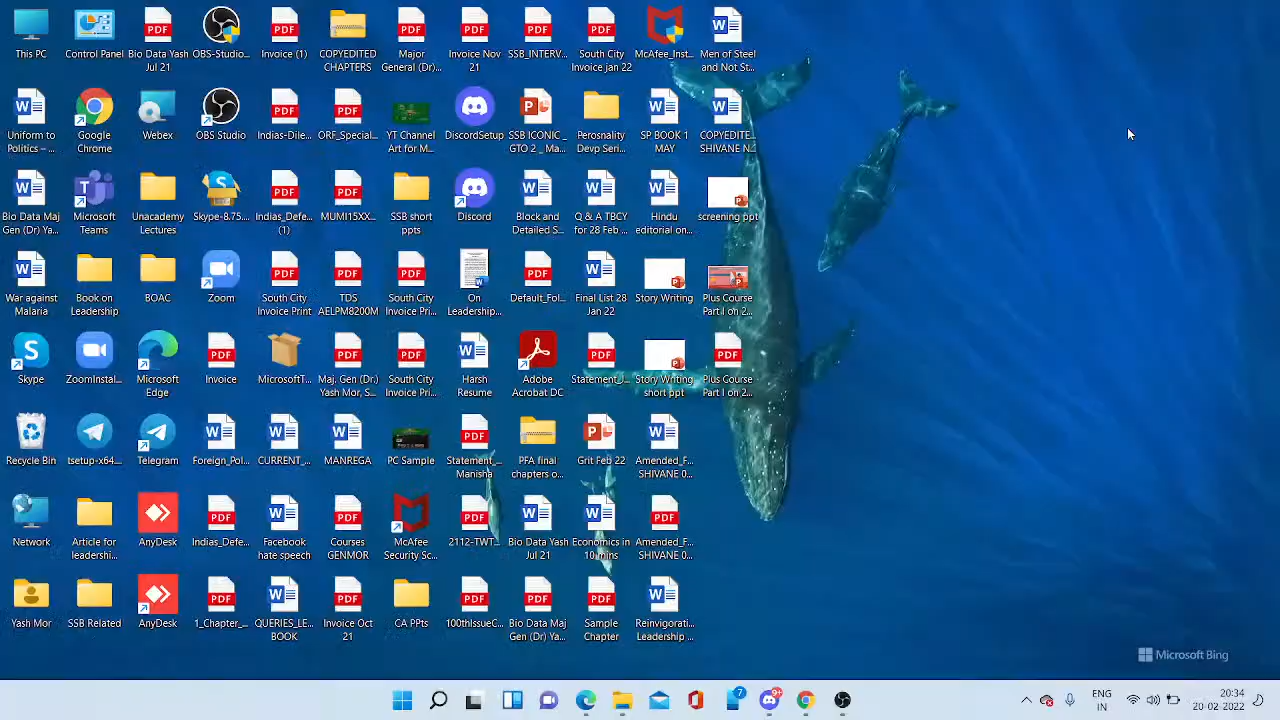 This PC
Control Panel
Bio Data Yash
Jul 21
OBS-Studio...
Invoice (1)
COPYEDITED
CHAPTERS
Major
General (Dr)...
Invoice Nov
21
SSB_INTERV...
South City
Invoice jan 22
McAfee_Inst...
Men of Steel
and Not St...
Uniform to
Politics – ...
Google
Chrome
Webex
OBS Studio
Indias-Dile...
ORF_Special...
YT Channel
Art for M...
DiscordSetup
SSB ICONIC _
GTO 2 _ Ma...
Perosnality
Devp Seri...
SP BOOK 1
MAY
COPYEDITE...
SHIVANE N...
Bio Data Maj
Gen (Dr) Ya...
Microsoft
Teams
Unacademy
Lectures
Skype-8.75....
Indias_Defe...
(1)
MUMI15XX...
SSB short
ppts
Discord
Block and
Detailed S...
Q & A TBCY
for 28 Feb ...
Hindu
editorial on...
screening ppt
War against
Malaria
Book on
Leadership
BOAC
Zoom
South City
Invoice Print
TDS
AELPM8200M
South City
Invoice Pri...
On
Leadership...
Default_Fol...
Final List 28
Jan 22
Story Writing
Plus Course
Part I on 2...
Skype
ZoomInstal...
Microsoft
Edge
Invoice
MicrosoftT...
Maj. Gen (Dr.)
Yash Mor, S...
South City
Invoice Pri...
Harsh
Resume
Adobe
Acrobat DC
Statement_J...
Story Writing
short ppt
Plus Course
Part I on 2...
Recycle Bin
tsetup-x64....
Telegram
Foreign_Pol...
CURRENT_...
MANREGA
PC Sample
Statement_
Manisha
PFA final
chapters o...
Grit Feb 22
Amended_F...
SHIVANE 0...
Network
Article for
leadershi...
AnyDesk
Indias_Defe...
Facebook
hate speech
Courses
GENMOR
McAfee
Security Sc...
2112-TWT...
Bio Data Yash
Jul 21
Economics in
10 mins
Amended_F...
SHIVANE 0...
Yash Mor
SSB Related
AnyDesk
1_Chapter_...
QUERIES_LE...
BOOK
Invoice Oct
21
CA PPts
100thIssueC...
Bio Data Maj
Gen (Dr) Ya...
Sample
Chapter
Reinvigorati...
Leadership ...
Microsoft Bing
7
9+
ENG
IN
20:34
20-02-2022